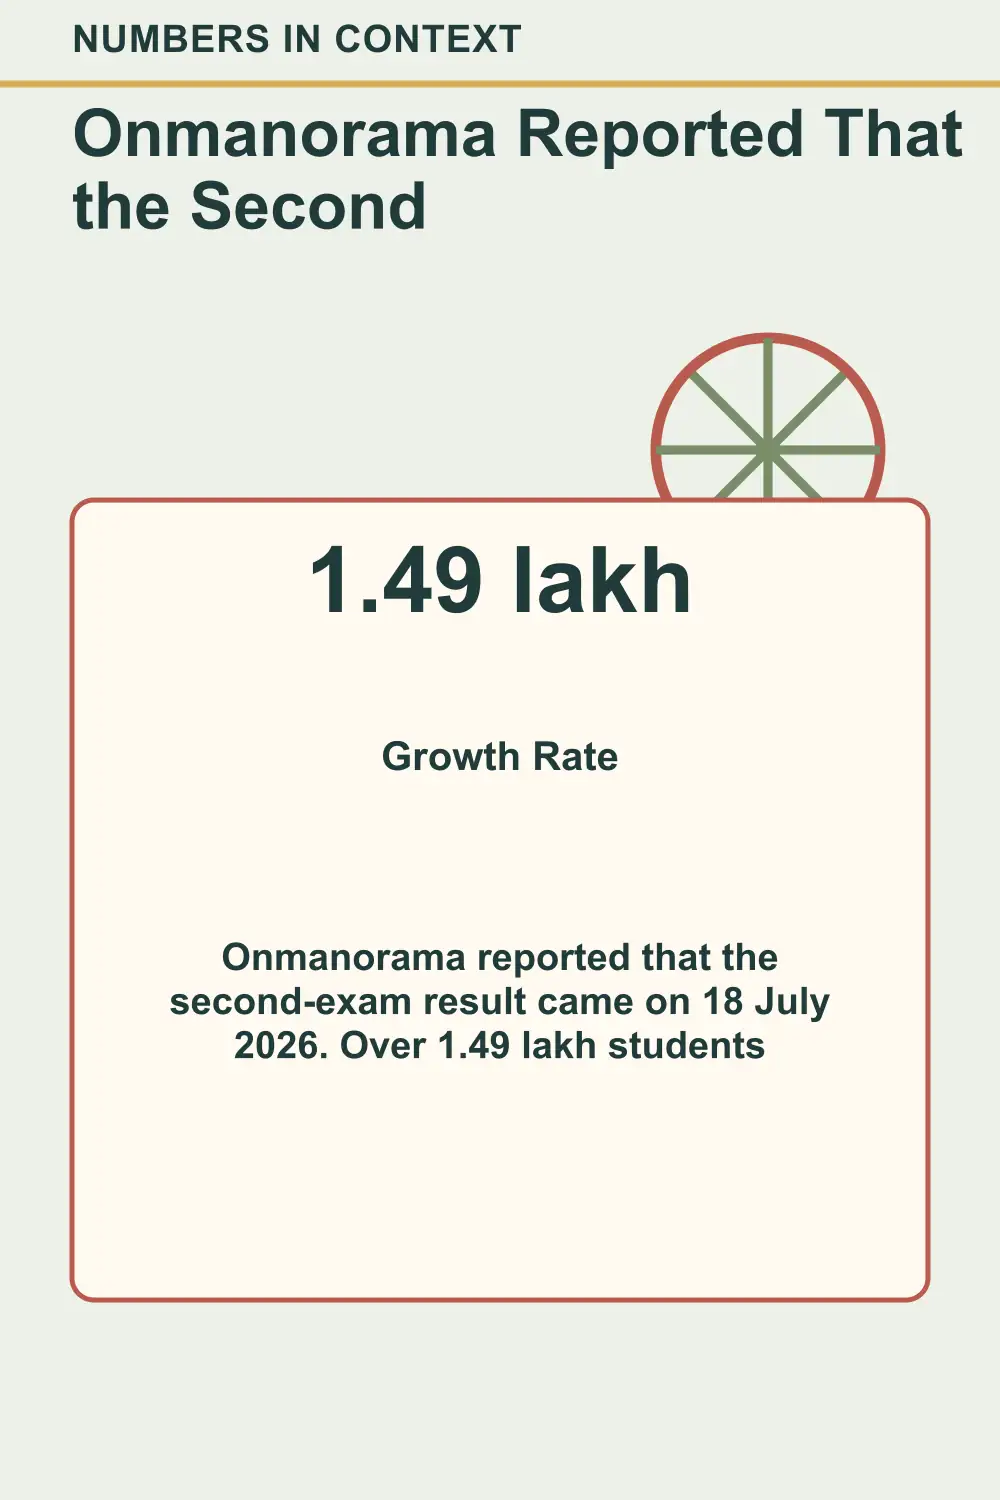 NUMBERS IN CONTEXT
Onmanorama Reported That
the Second
1.49 lakh
Growth Rate
Onmanorama reported that the
second-exam result came on 18 July
2026. Over 1.49 lakh students